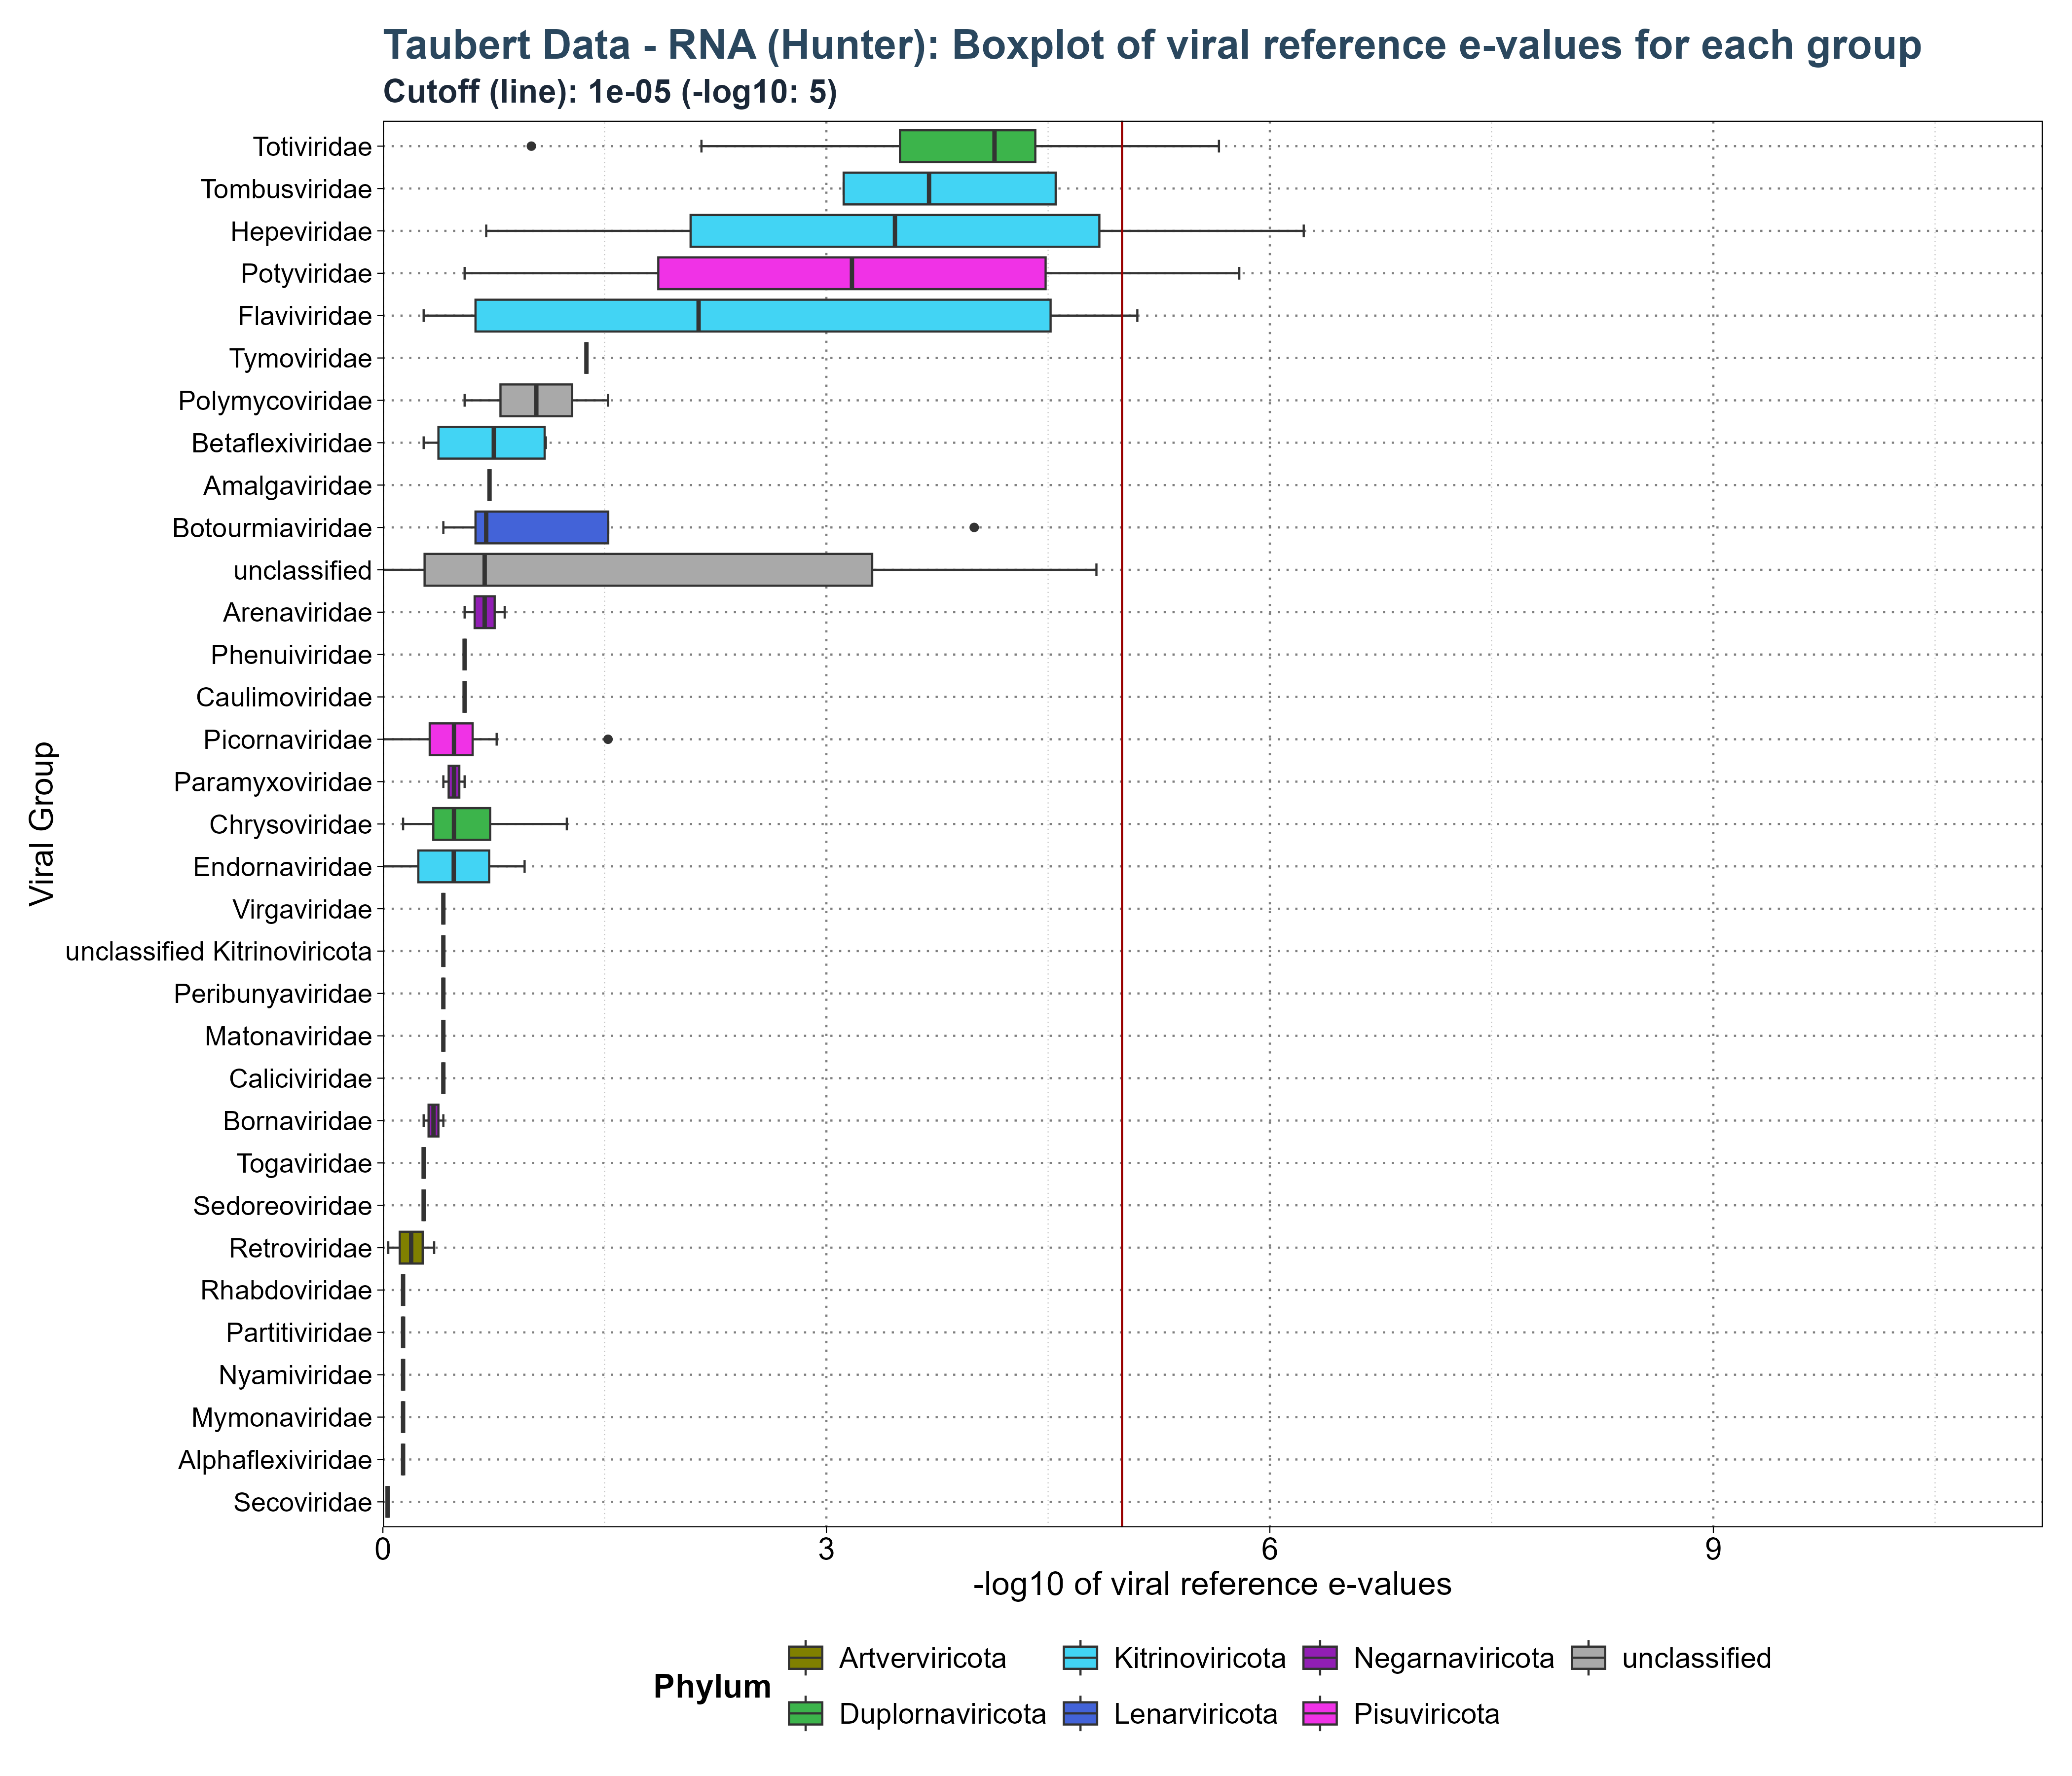 Taubert Data - RNA (Hunter): Boxplot of viral reference e-values for each group
Cutoff (line): 1e-05 (-log10: 5)
Viral Group
Totiviridae
Tombusviridae
Hepeviridae
Potyviridae
Flaviviridae
Tymoviridae
Polymycoviridae
Betaflexiviridae
Amalgaviridae
Botourmiaviridae
unclassified
Arenaviridae
Phenuiviridae
Caulimoviridae
Picornaviridae
Paramyxoviridae
Chrysoviridae
Endornaviridae
Virgaviridae
unclassified Kitrinoviricota
Peribunyaviridae
Matonaviridae
Caliciviridae
Bornaviridae
Togaviridae
Sedoreoviridae
Retroviridae
Rhabdoviridae
Partitiviridae
Nyamiviridae
Mymonaviridae
Alphaflexiviridae
Secoviridae
0 3 6 9
-log10 of viral reference e-values
Phylum
Artverviricota Kitrinoviricota Negarnaviricota unclassified
Duplornaviricota Lenarviricota Pisuviricota